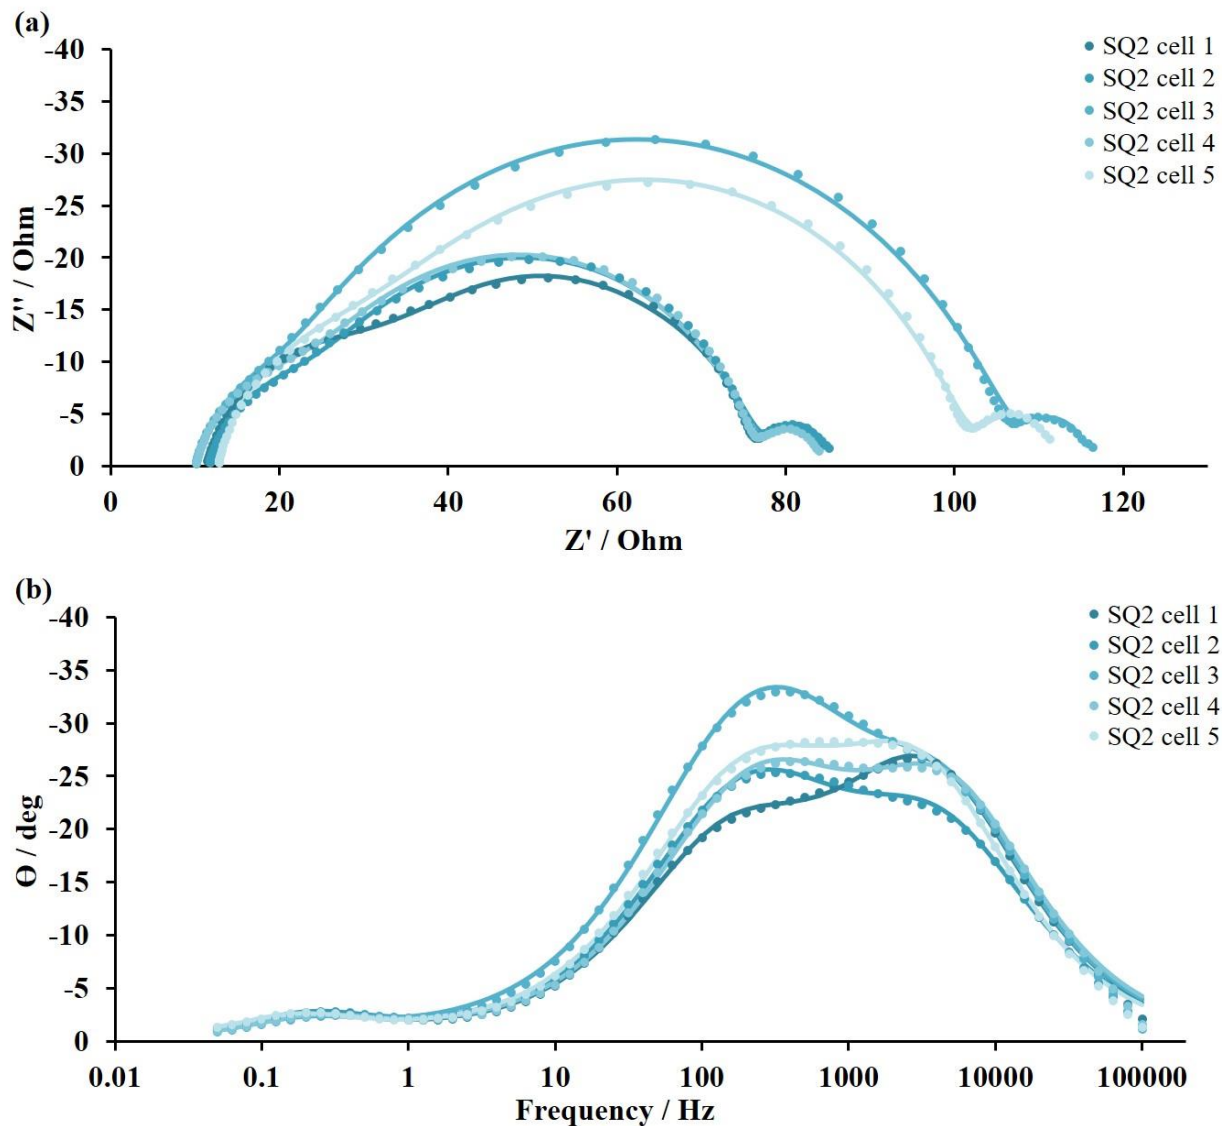 (a)
-40
-35
-30
-25
-20
-15
-10
-5
0
Z'' / Ohm
0 20 40 60 80 100 120
Z' / Ohm
SQ2 cell 1
SQ2 cell 2
SQ2 cell 3
SQ2 cell 4
SQ2 cell 5
(b)
-40
-35
-30
-25
-20
-15
-10
-5
0
Θ / deg
0.01 0.1 1 10 100 1000 10000 100000
Frequency / Hz
SQ2 cell 1
SQ2 cell 2
SQ2 cell 3
SQ2 cell 4
SQ2 cell 5